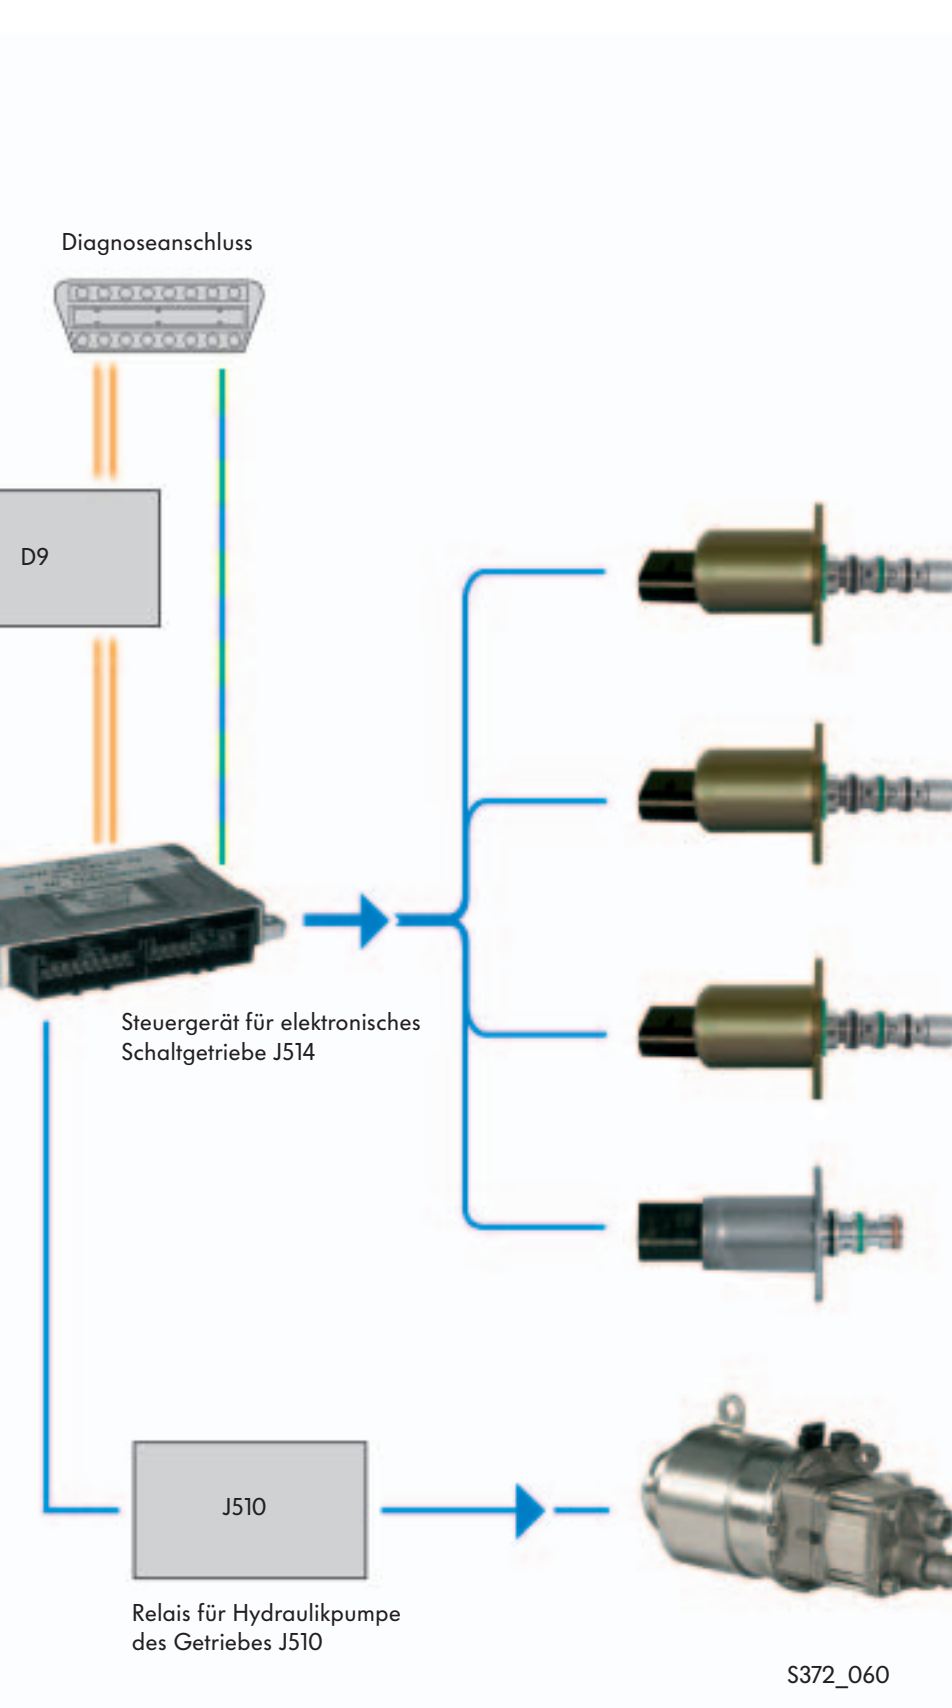 Diagnoseanschluss
D9
Steuergerät für elektronisches
Schaltgetriebe J514
J510
Relais für Hydraulikpumpe
des Getriebes J510
S372_060